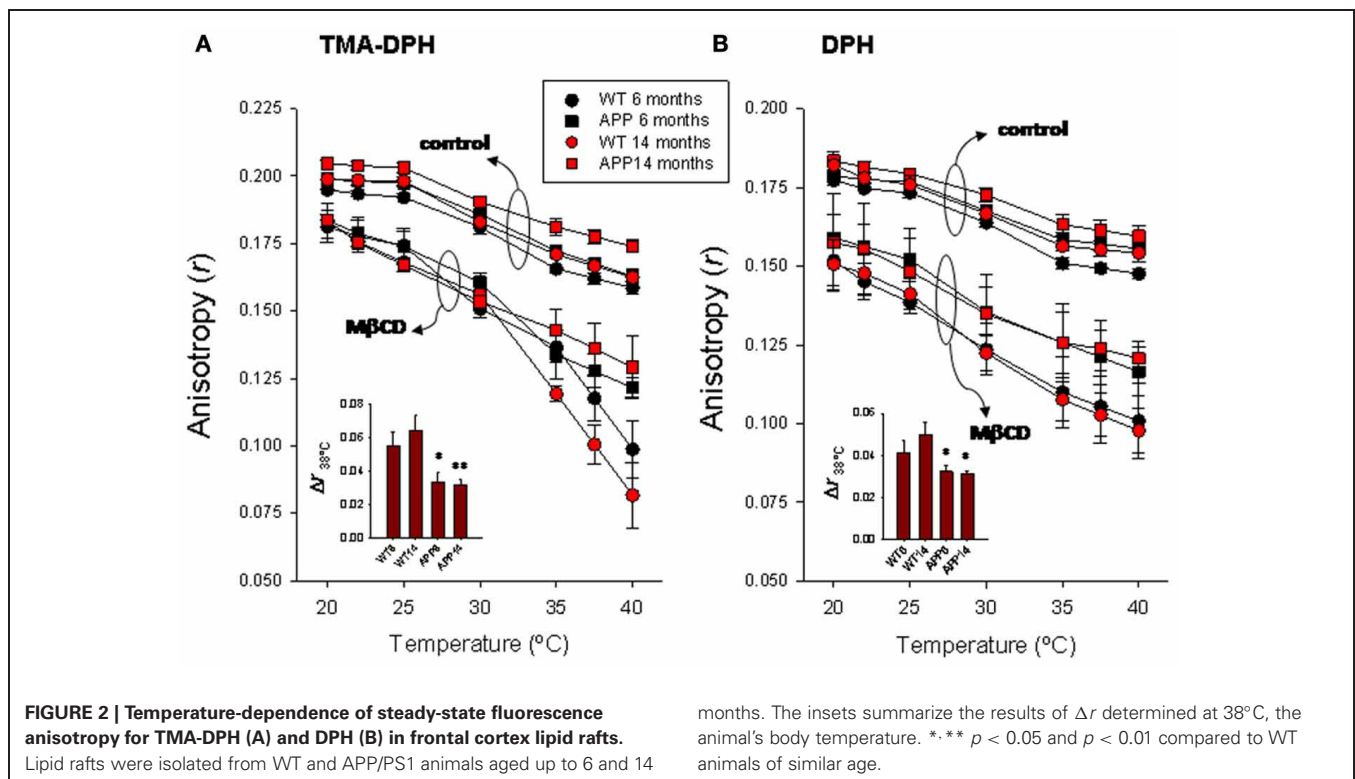 A TMA-DPH
B DPH
WT 6 months
APP 6 months
WT 14 months
APP14 months
Anisotropy (r)
0.225
0.200
0.175
0.150
0.125
0.100
0.075
0.050
control
MβCD
Δr 38°C
0.08
0.06
0.04
0.02
0.00
* **
WT6 WT14 APP6 APP14
20 25 30 35 40
Temperature (ºC)
Anisotropy (r)
0.200
0.175
0.150
0.125
0.100
0.075
0.050
control
MβCD
Δr 38°C
0.06
0.04
0.02
0.00
* *
WT6 WT14 APP6 APP14
20 25 30 35 40
Temperature (ºC)
FIGURE 2 | Temperature-dependence of steady-state fluorescence
anisotropy for TMA-DPH (A) and DPH (B) in frontal cortex lipid rafts.
Lipid rafts were isolated from WT and APP/PS1 animals aged up to 6 and 14
months. The insets summarize the results of Δr determined at 38°C, the
animal's body temperature. *,** p < 0.05 and p < 0.01 compared to WT
animals of similar age.